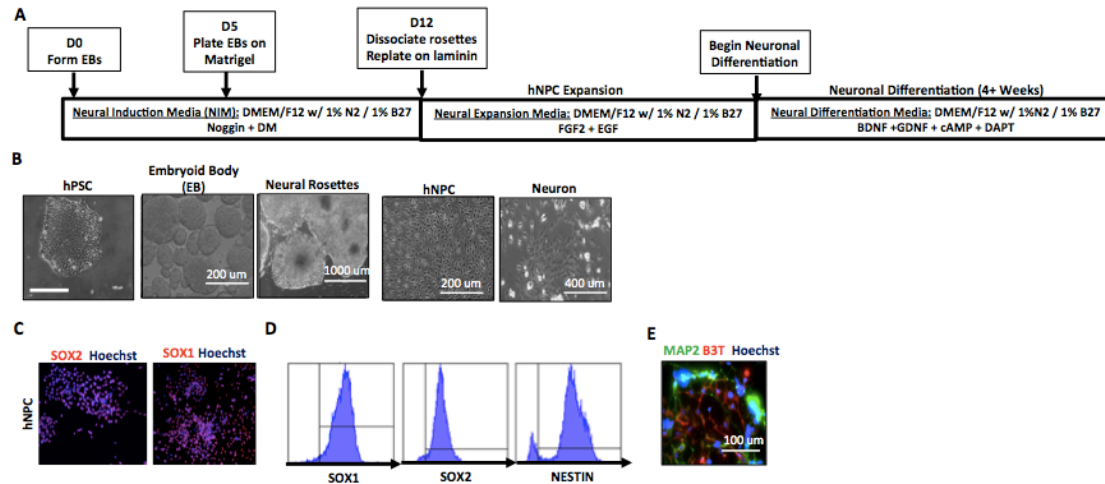 A
D0
Form EBs
D5
Plate EBs on
Matrigel
D12
Dissociate rosettes
Replate on laminin
Begin Neuronal
Differentiation
hNPC Expansion
Neuronal Differentiation (4+ Weeks)
Neural Induction Media (NIM): DMEM/F12 w/ 1% N2 / 1% B27
Noggin + DM
Neural Expansion Media: DMEM/F12 w/ 1% N2 / 1% B27
FGF2 + EGF
Neural Differentiation Media: DMEM/F12 w/ 1%N2 / 1% B27
BDNF +GDNF + cAMP + DAPT
B
hPSC
Embryoid Body
(EB)
Neural Rosettes
hNPC
Neuron
200 um
1000 um
200 um
400 um
C
SOX2 Hoechst
SOX1 Hoechst
hNPC
D
SOX1
SOX2
NESTIN
E
MAP2 B3T Hoechst
100 um